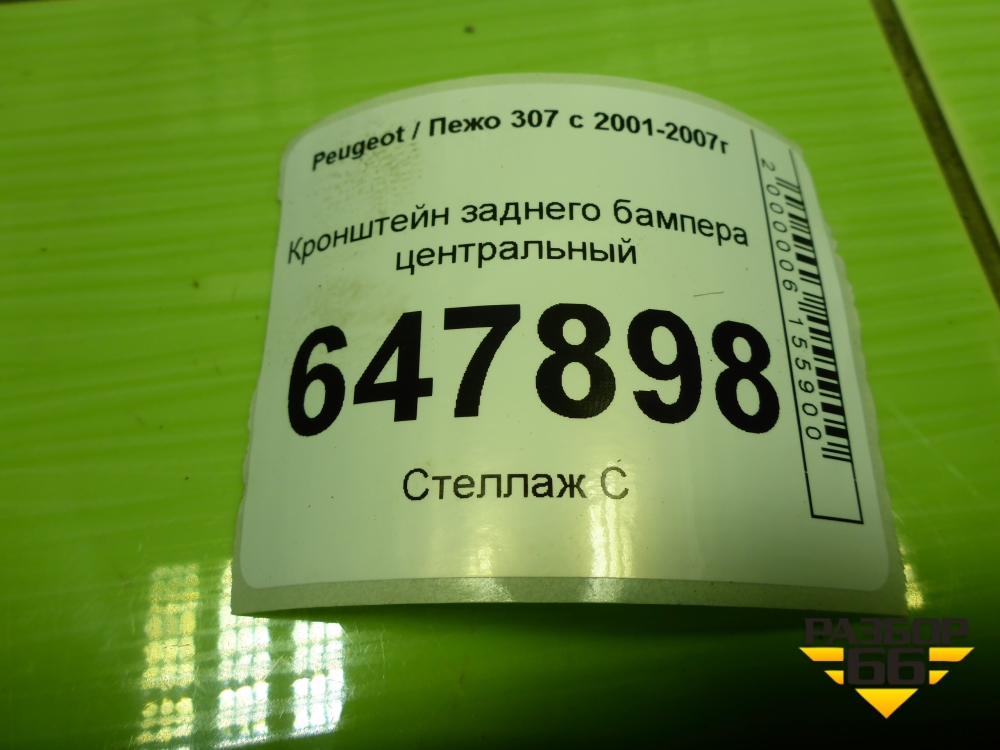 Peugeot / Пежо 307 с 2001-2007г
Кронштейн заднего бампера
центральный
647898
Стеллаж С
2000006155900
РАЗБОР
66